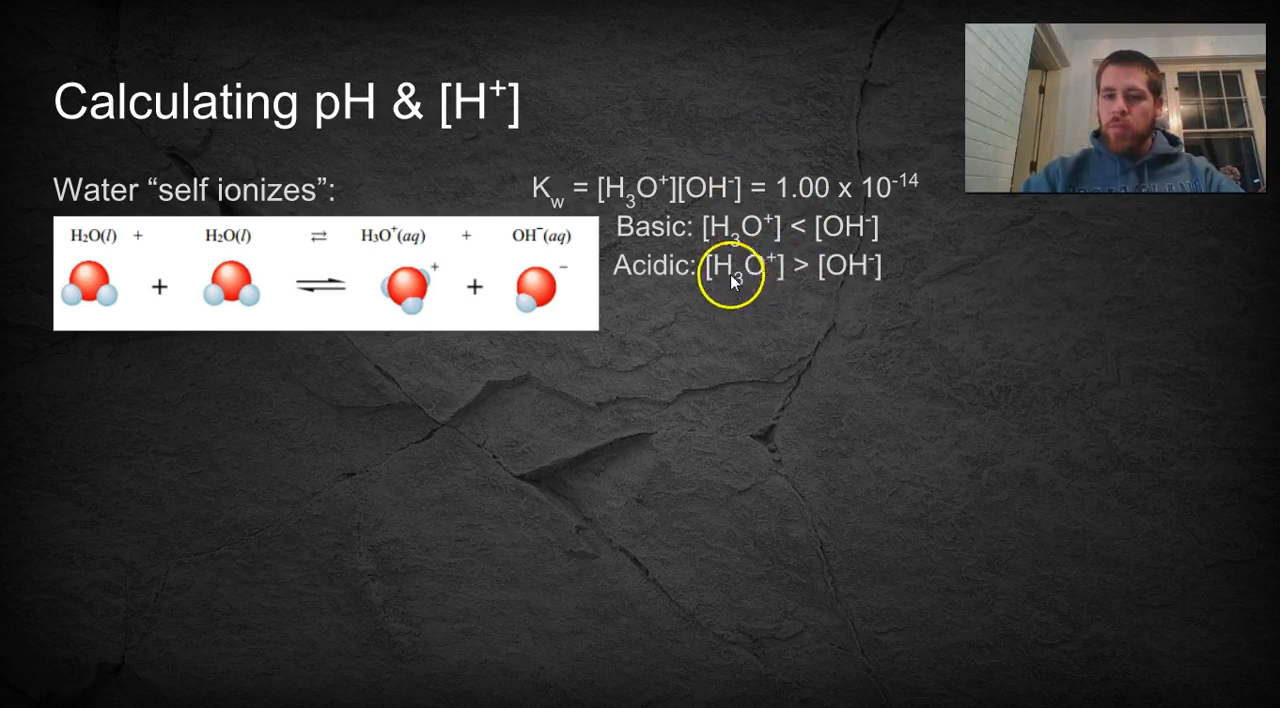 Calculating pH & [H⁺]
Water “self ionizes”:
H₂O(l) + H₂O(l) ⇄ H₃O⁺(aq) + OH⁻(aq)
+ + + −
K_w = [H₃O⁺][OH⁻] = 1.00 x 10⁻¹⁴
Basic: [H₃O⁺] < [OH⁻]
Acidic: [H₃O⁺] > [OH⁻]